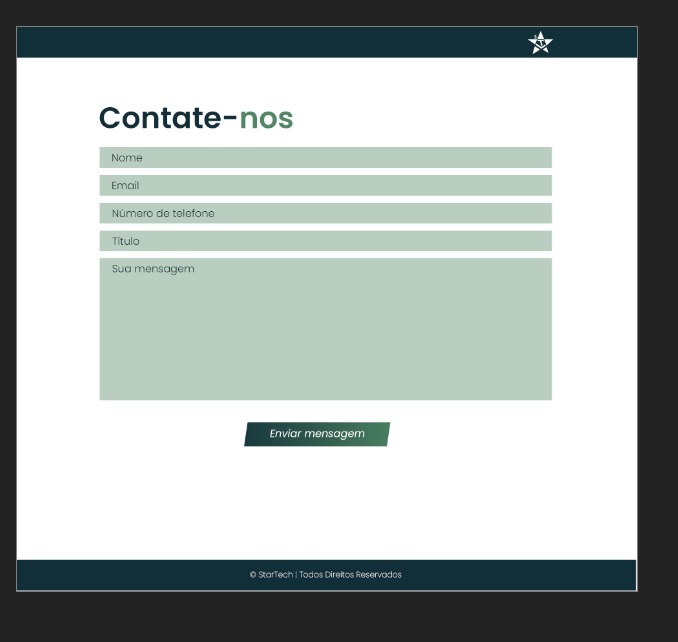 Contate-nos
Nome
Email
Número de telefone
Título
Sua mensagem
Enviar mensagem
© StarTech | Todos Direitos Reservados